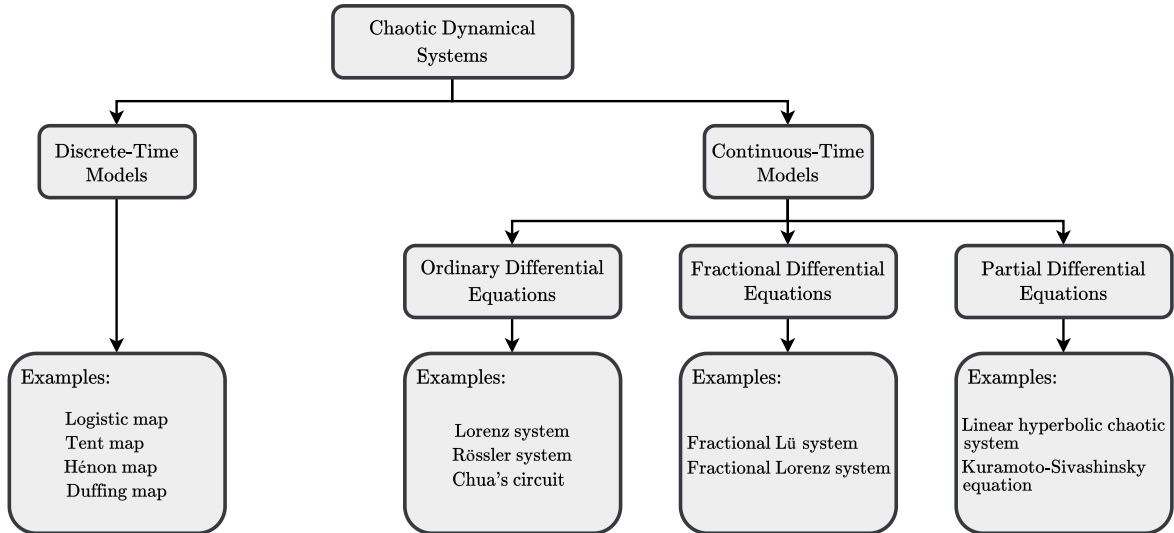 Chaotic Dynamical
Systems
Discrete-Time
Models
Continuous-Time
Models
Ordinary Differential
Equations
Fractional Differential
Equations
Partial Differential
Equations
Examples:
Logistic map
Tent map
Hénon map
Duffing map
Examples:
Lorenz system
Rössler system
Chua's circuit
Examples:
Fractional Lü system
Fractional Lorenz system
Examples:
Linear hyperbolic chaotic
system
Kuramoto-Sivashinsky
equation